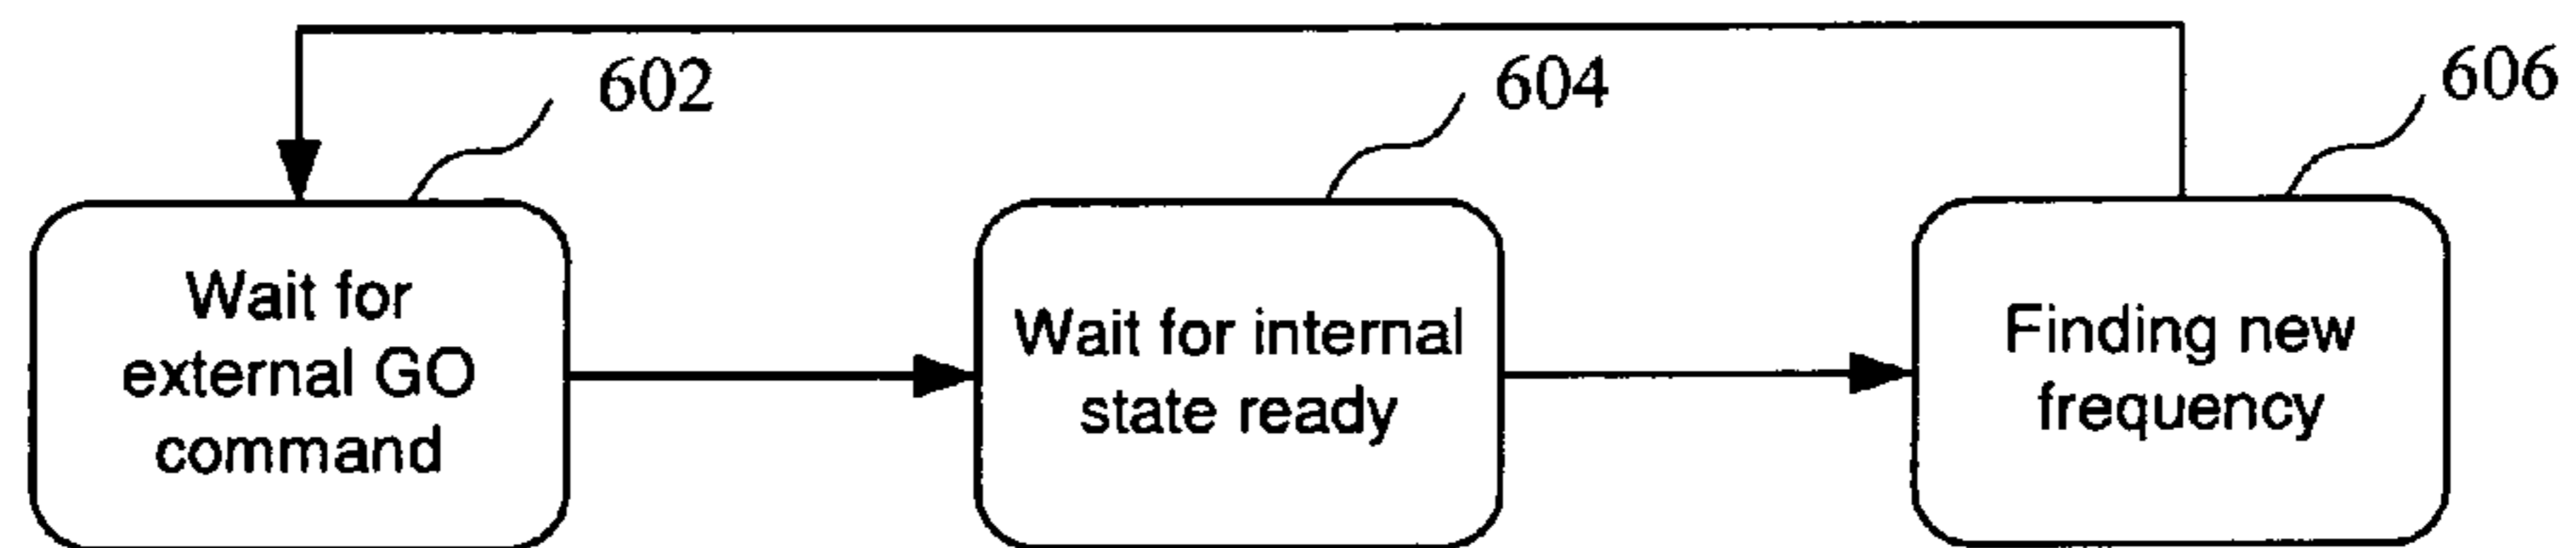 602
604
606
Wait for
external GO
command
Wait for internal
state ready
Finding new
frequency